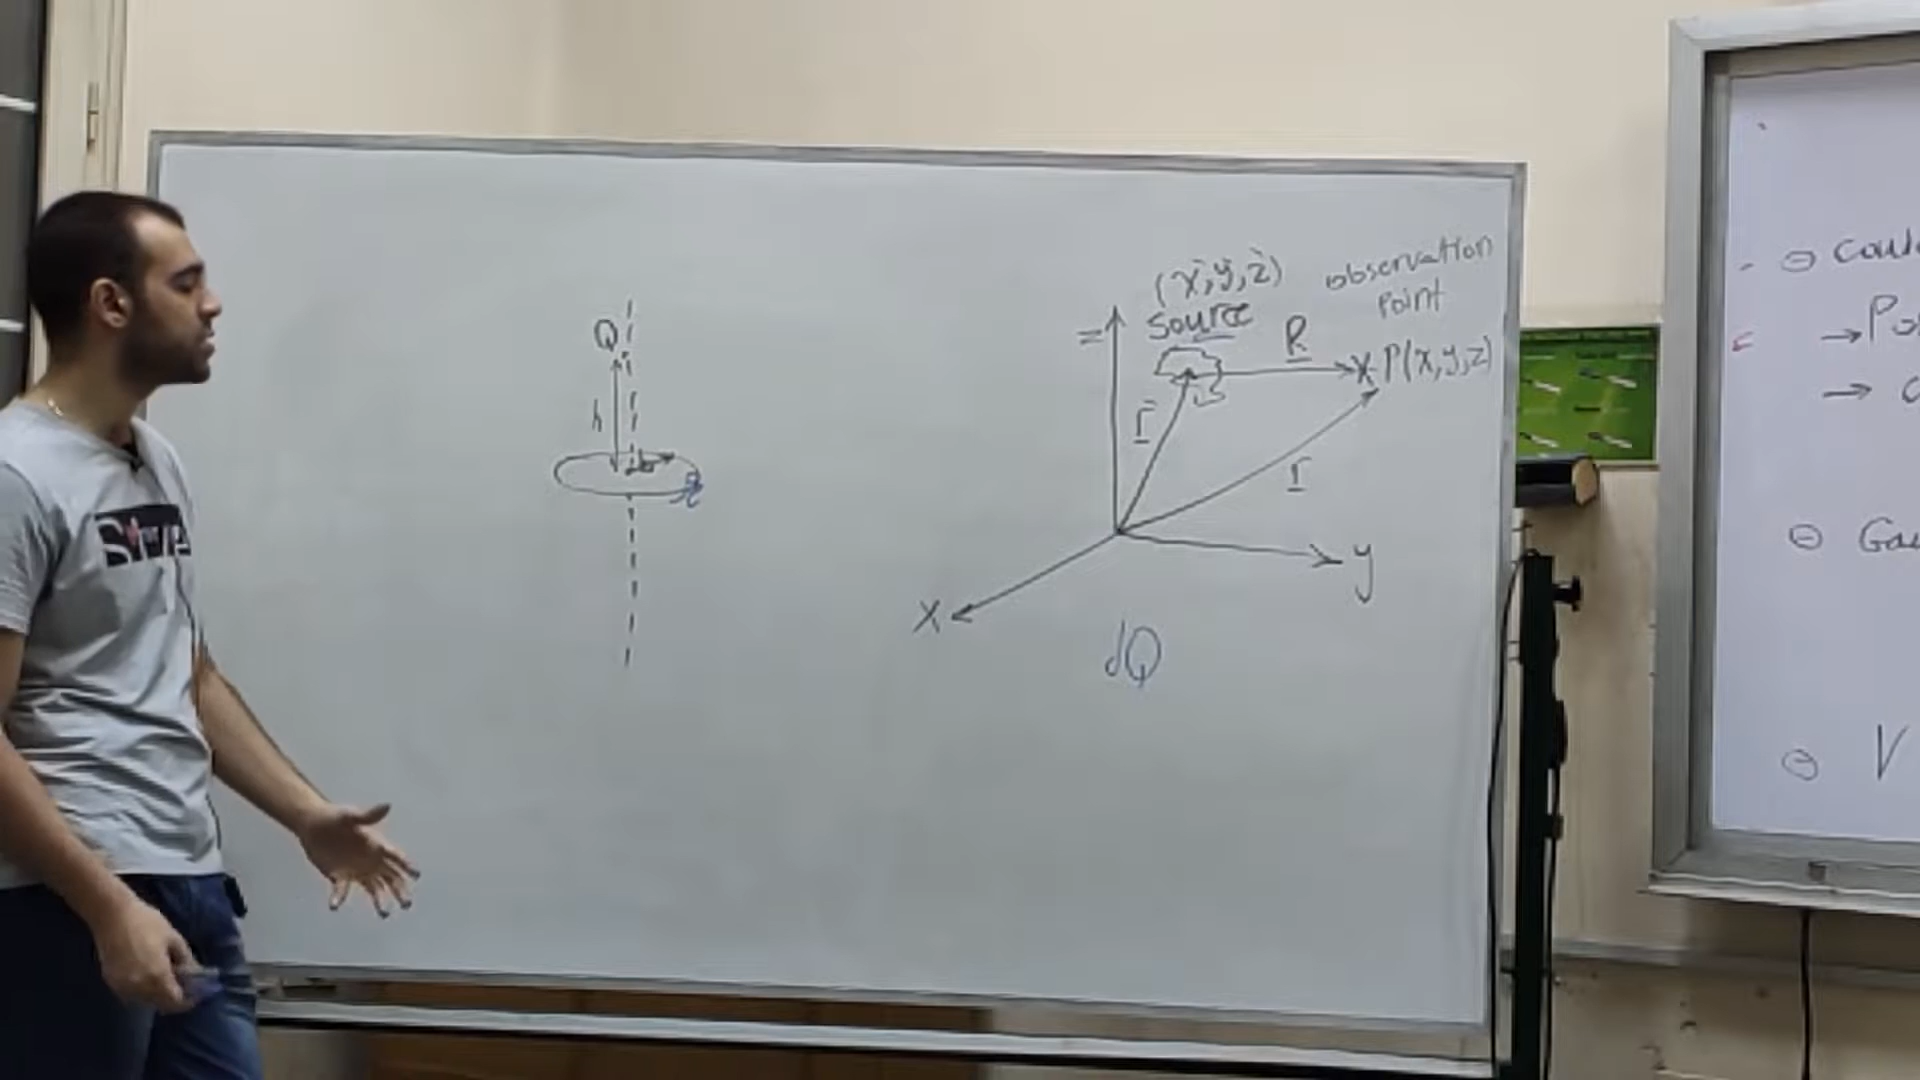 Q
h
b
(x', y', z')
source
observation
point
R
P(x,y,z)
z
r'
r
y
x
dQ
⊖ Coul
→ Po
→ C
⊖ Gau
⊖ V